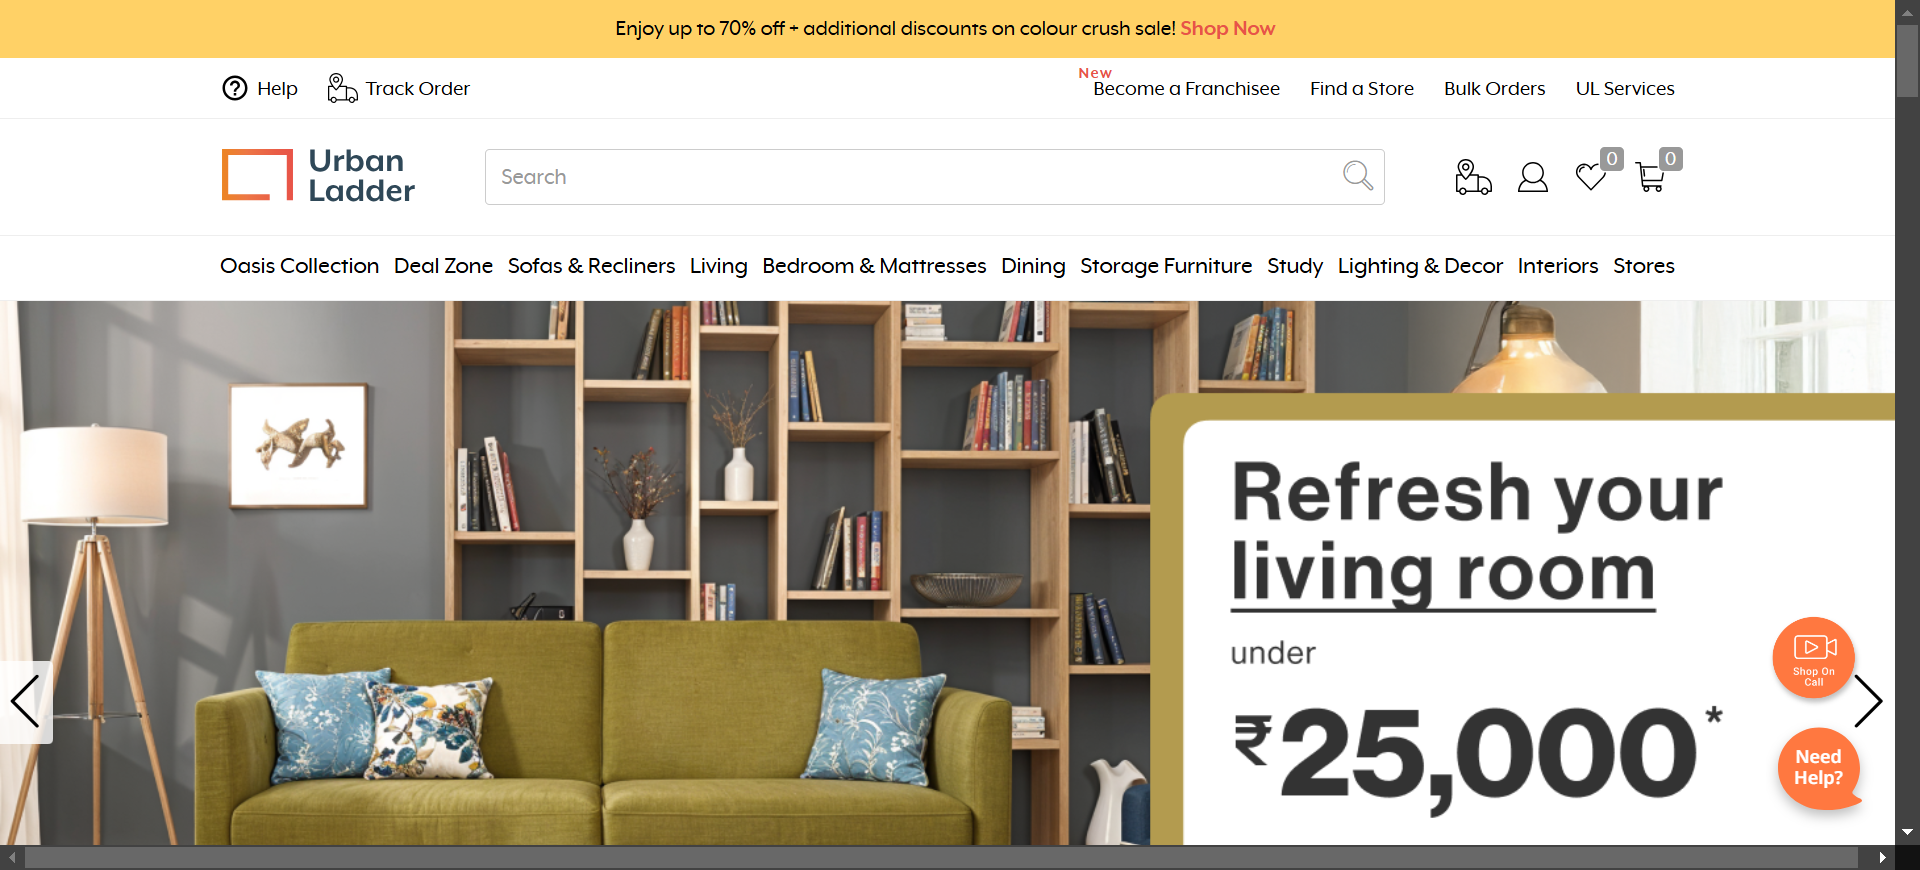 Enjoy up to 70% off + additional discounts on colour crush sale! Shop Now
Help
Track Order
New
Become a Franchisee
Find a Store
Bulk Orders
UL Services
Urban
Ladder
Search
0
0
Oasis Collection
Deal Zone
Sofas & Recliners
Living
Bedroom & Mattresses
Dining
Storage Furniture
Study
Lighting & Decor
Interiors
Stores
Refresh your
living room
under
₹25,000*
Shop On
Call
Need
Help?